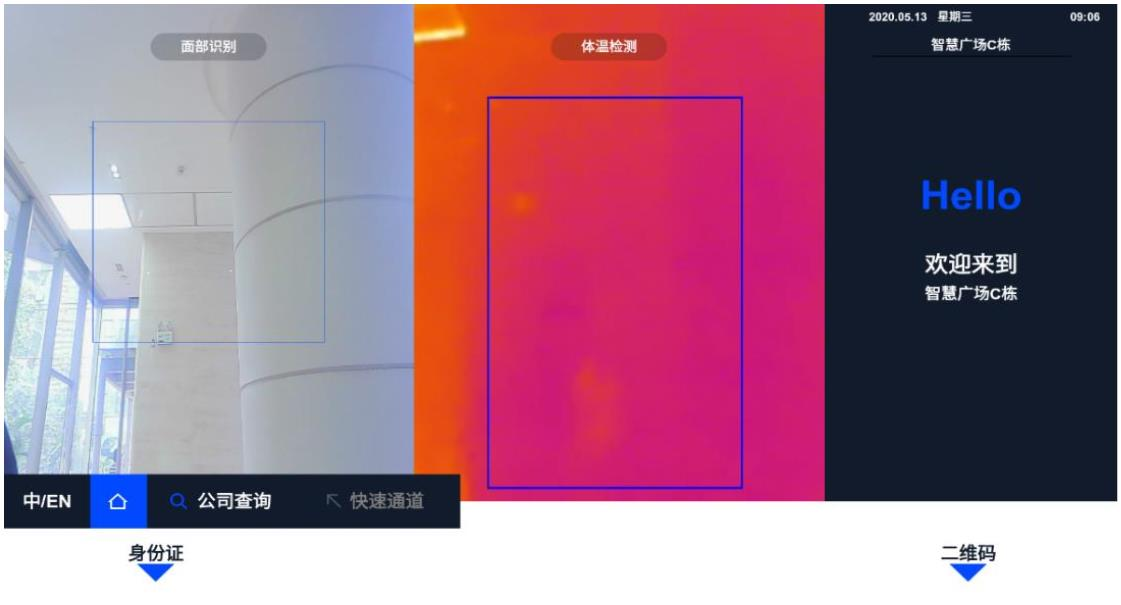 面部识别
体温检测
2020.05.13 星期三 09:06
智慧广场C栋
Hello
欢迎来到
智慧广场C栋
中/EN 公司查询 快速通道
身份证
二维码